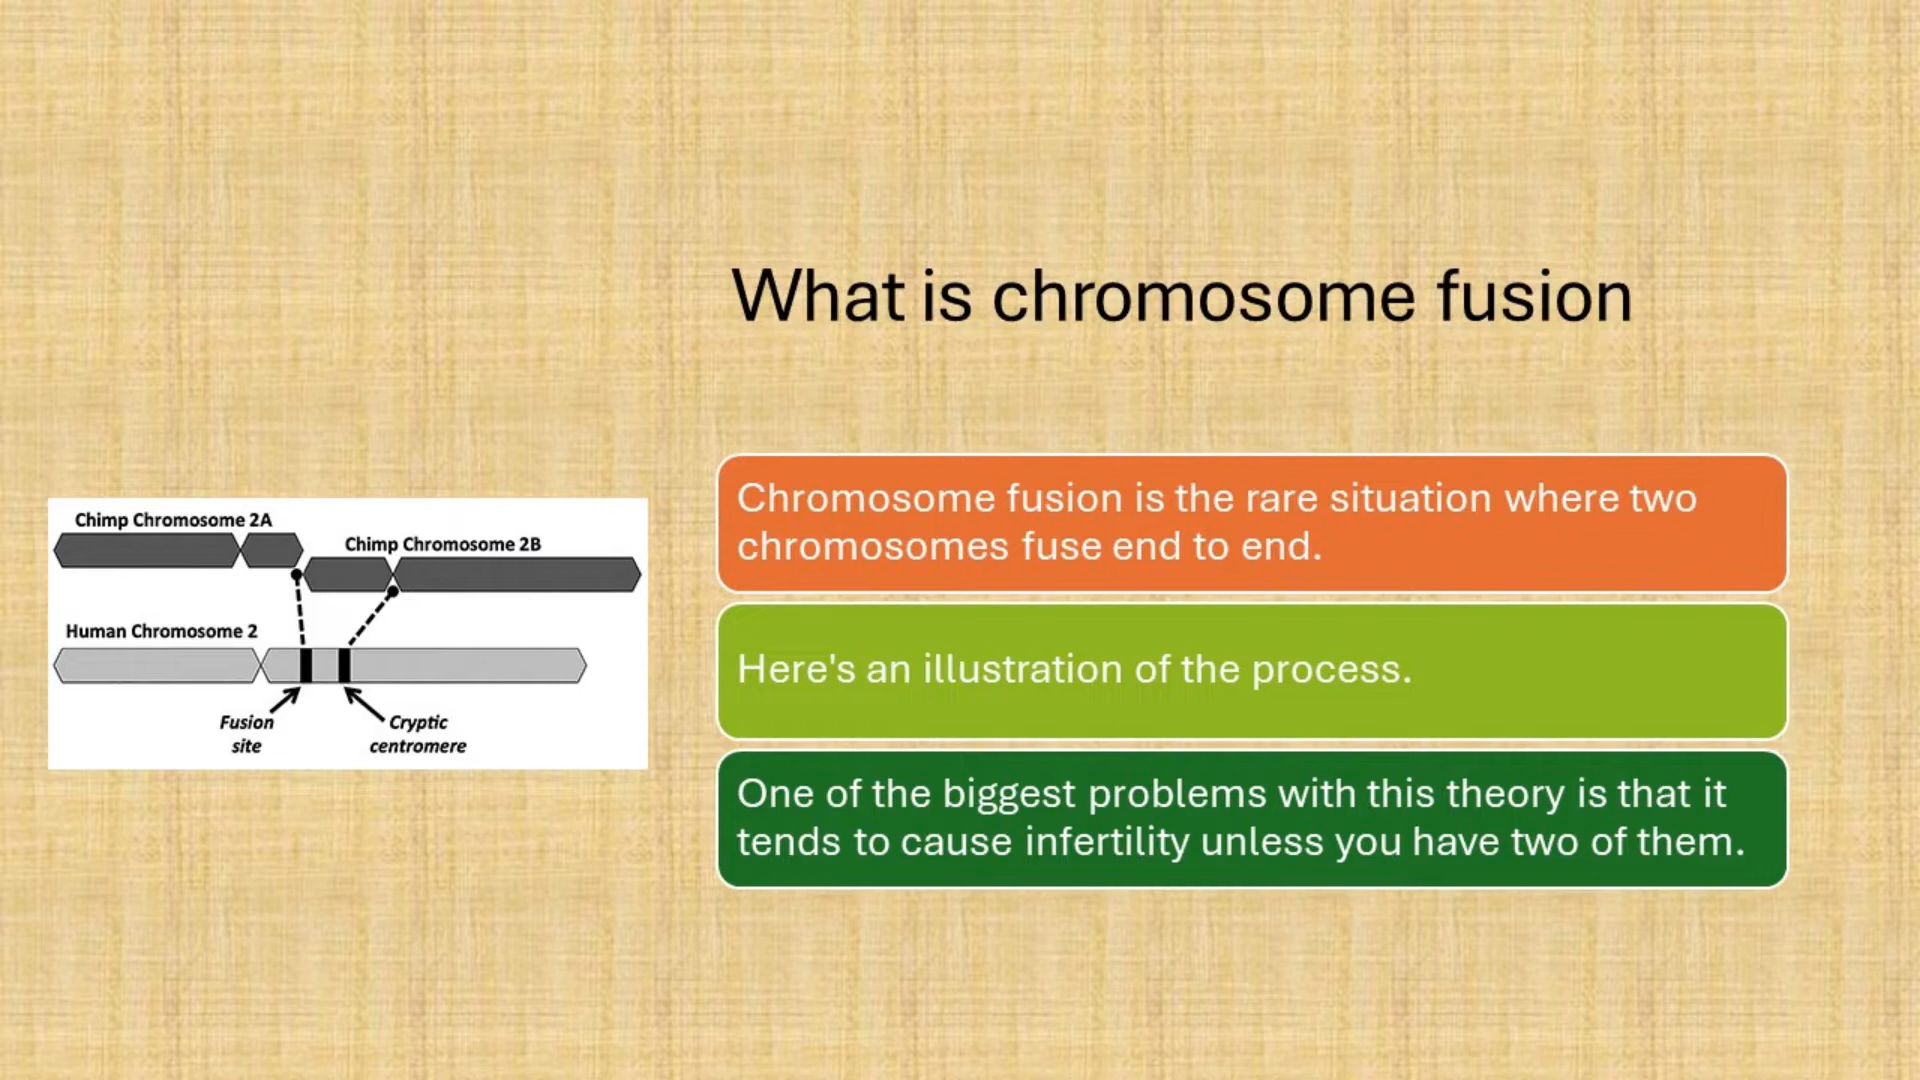 What is chromosome fusion
Chimp Chromosome 2A
Chimp Chromosome 2B
Human Chromosome 2
Fusion
site
Cryptic
centromere
Chromosome fusion is the rare situation where two
chromosomes fuse end to end.
Here's an illustration of the process.
One of the biggest problems with this theory is that it
tends to cause infertility unless you have two of them.